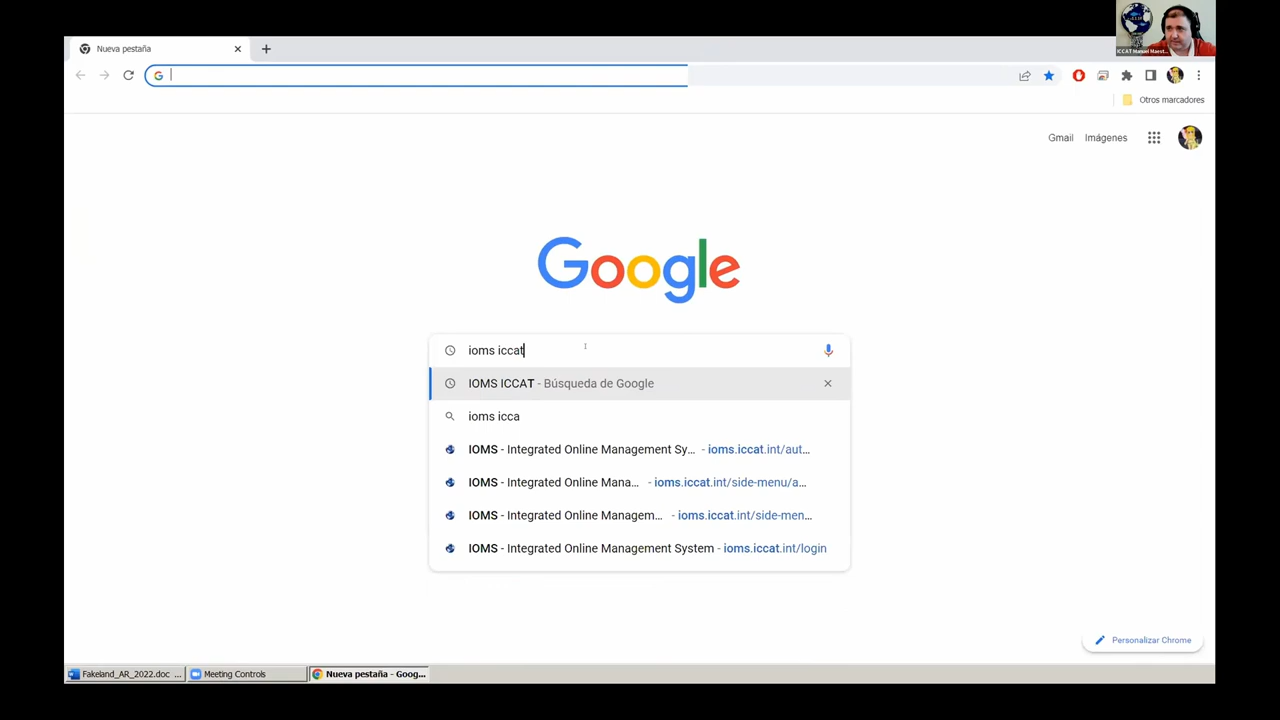 ICCAT Manuel Maest...
Nueva pestaña
Otros marcadores
Gmail Imágenes
Google
ioms iccat
IOMS ICCAT - Búsqueda de Google
ioms icca
IOMS - Integrated Online Management Sy... - ioms.iccat.int/aut...
IOMS - Integrated Online Mana... - ioms.iccat.int/side-menu/a...
IOMS - Integrated Online Managem... - ioms.iccat.int/side-men...
IOMS - Integrated Online Management System - ioms.iccat.int/login
Personalizar Chrome
Fakeland_AR_2022.doc ... Meeting Controls Nueva pestaña - Goog...